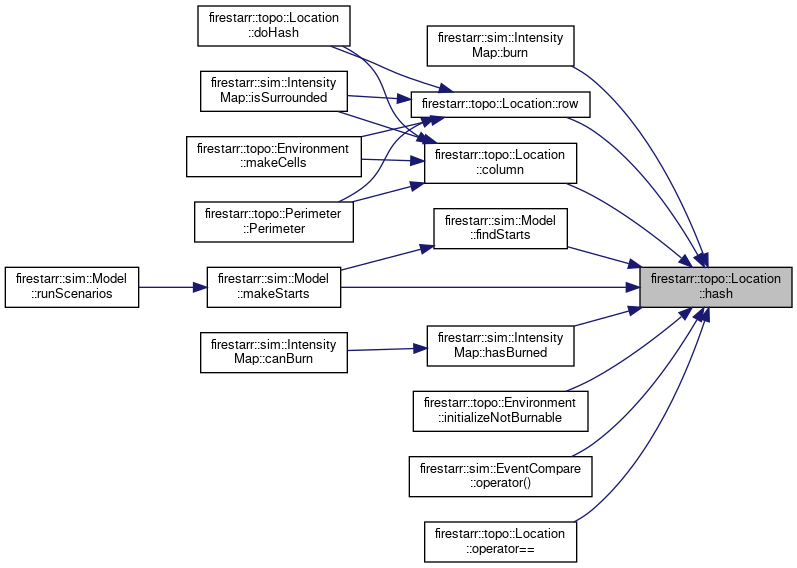 firestarr::topo::Location
::doHash
firestarr::sim::Intensity
Map::burn
firestarr::sim::Intensity
Map::isSurrounded
firestarr::topo::Location::row
firestarr::topo::Environment
::makeCells
firestarr::topo::Location
::column
firestarr::topo::Perimeter
::Perimeter
firestarr::sim::Model
::findStarts
firestarr::sim::Model
::runScenarios
firestarr::sim::Model
::makeStarts
firestarr::topo::Location
::hash
firestarr::sim::Intensity
Map::canBurn
firestarr::sim::Intensity
Map::hasBurned
firestarr::topo::Environment
::initializeNotBurnable
firestarr::sim::EventCompare
::operator()
firestarr::topo::Location
::operator==